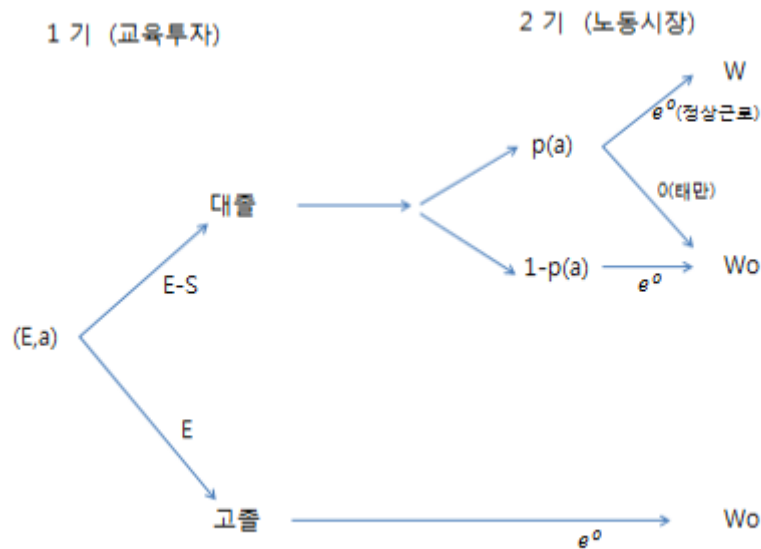 1 기 (교육투자)
2 기 (노동시장)
W
e⁰(정상근로)
p(a)
0(태만)
대졸
1-p(a)
e⁰
Wo
E-S
(E,a)
E
고졸
e⁰
Wo